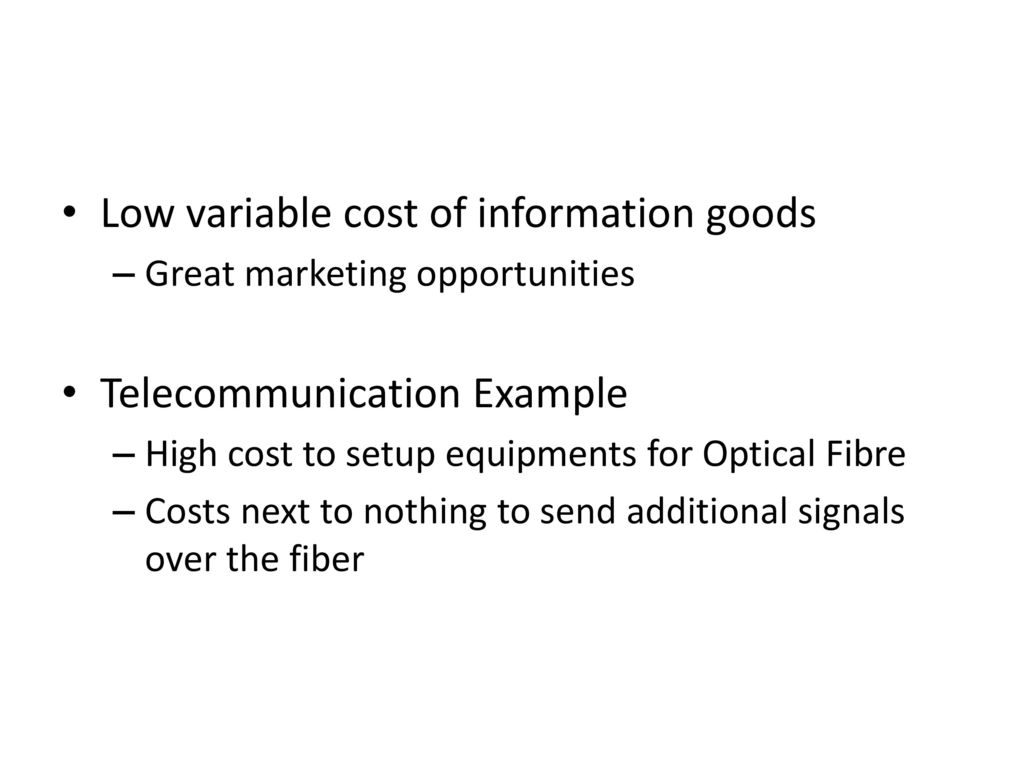 • Low variable cost of information goods
– Great marketing opportunities
• Telecommunication Example
– High cost to setup equipments for Optical Fibre
– Costs next to nothing to send additional signals
over the fiber